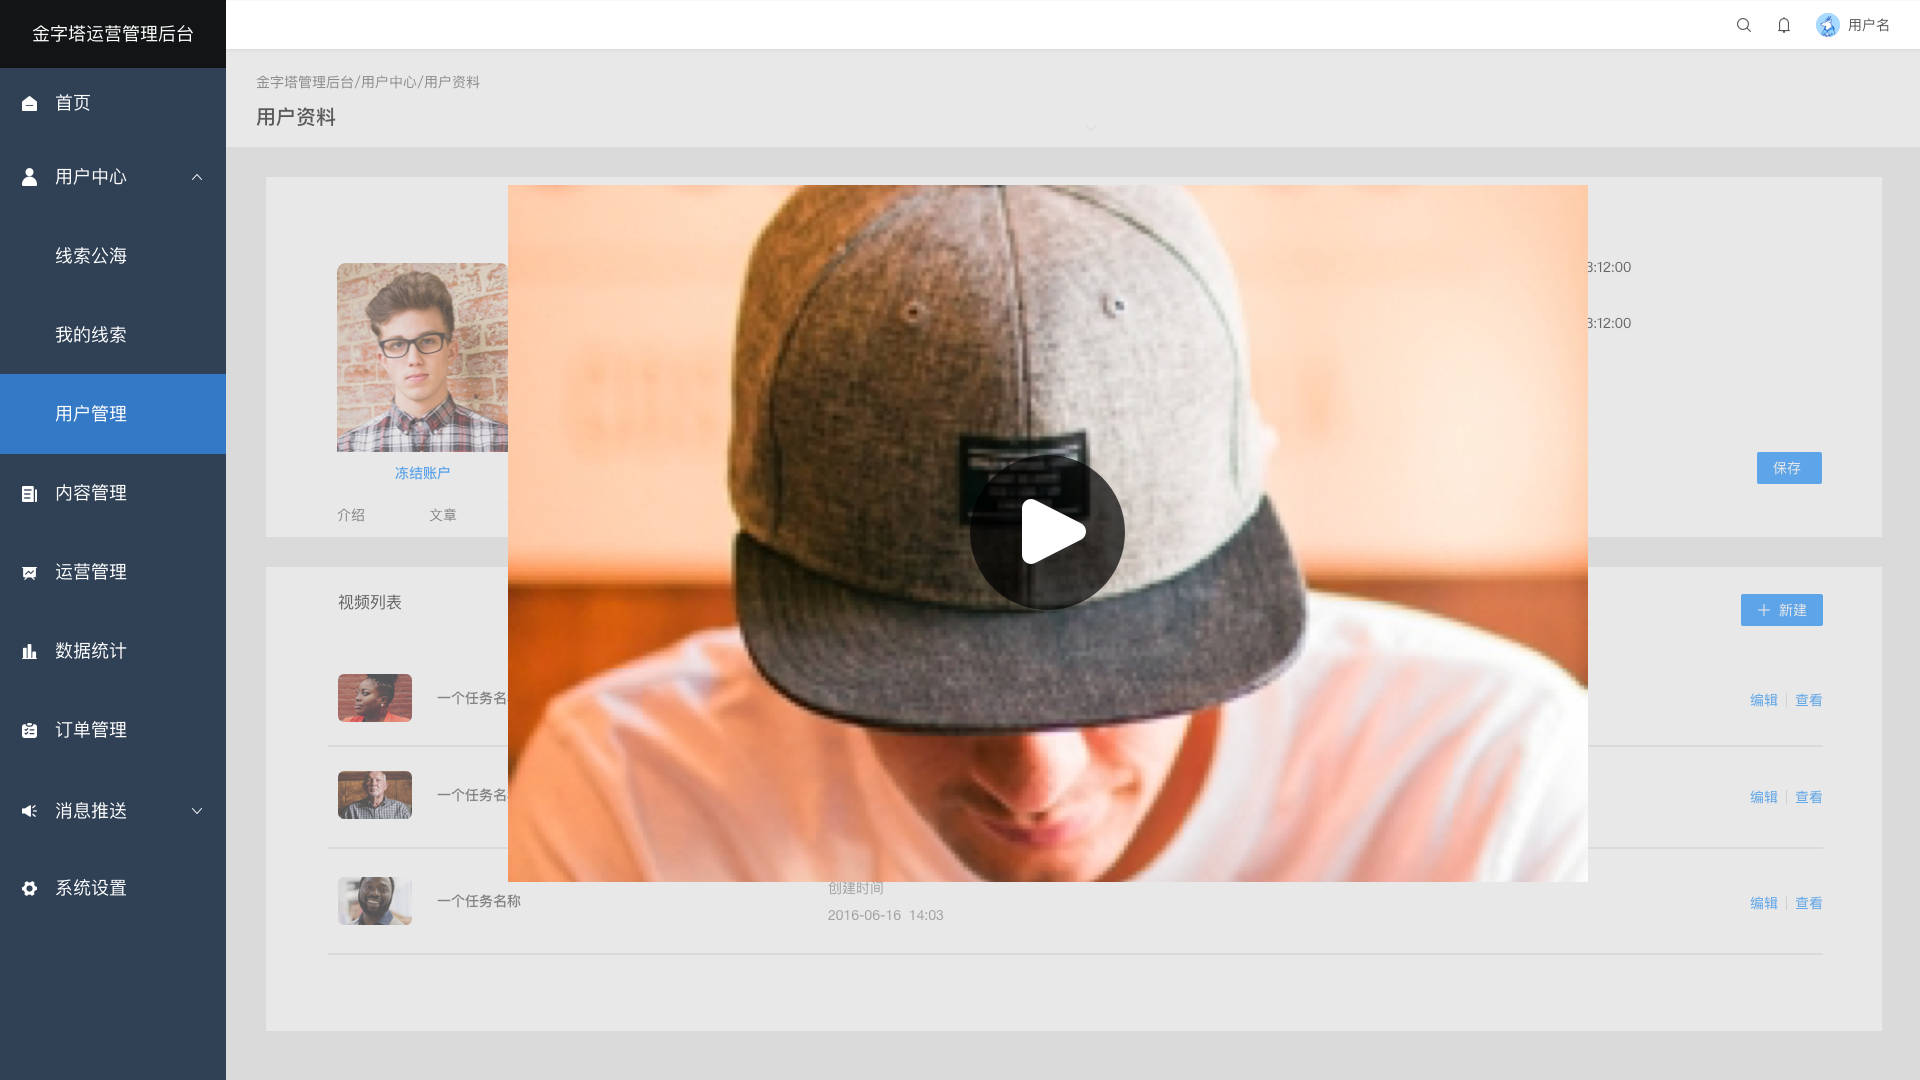 金字塔运营管理后台
用户名
首页
用户中心
线索公海
我的线索
用户管理
内容管理
运营管理
数据统计
订单管理
消息推送
系统设置
金字塔管理后台/用户中心/用户资料
用户资料
3:12:00
3:12:00
冻结账户
保存
介绍 文章
视频列表
新建
一个任务名
编辑 查看
一个任务名
编辑 查看
一个任务名称
创建时间
2016-06-16 14:03
编辑 查看